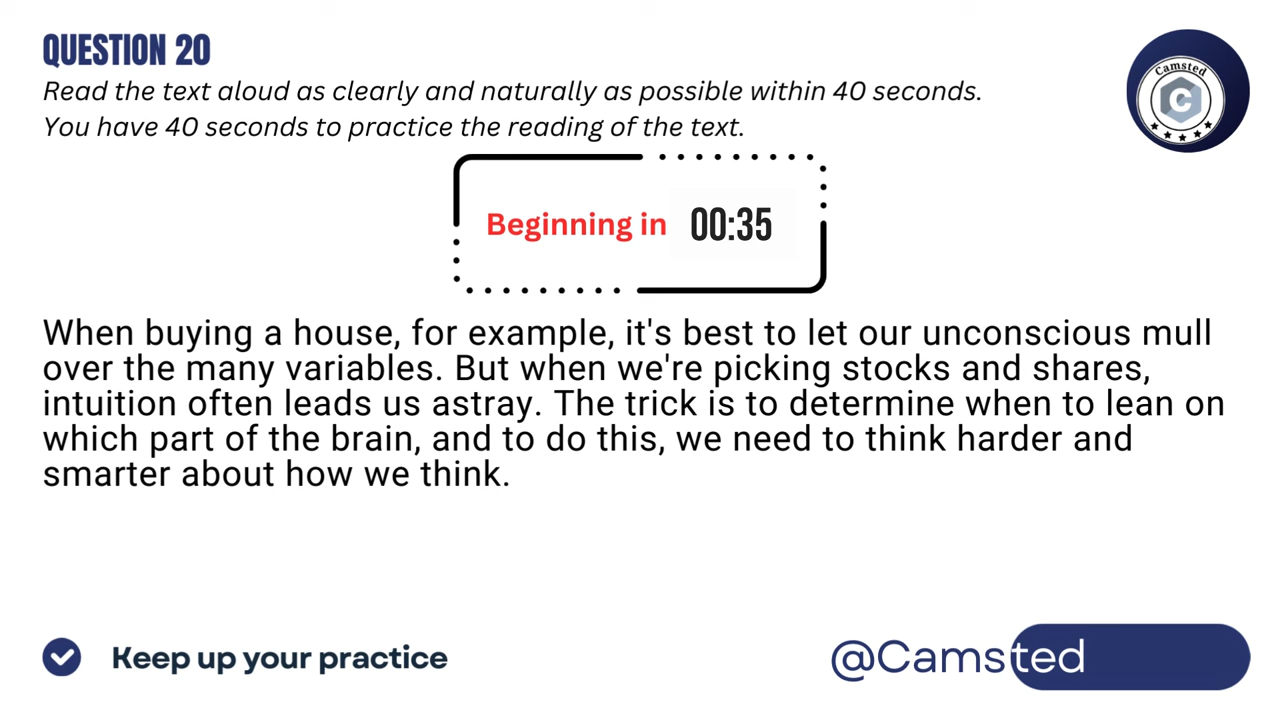 QUESTION 20
Read the text aloud as clearly and naturally as possible within 40 seconds.
You have 40 seconds to practice the reading of the text.
Camsted
C
Beginning in 00:35
When buying a house, for example, it's best to let our unconscious mull
over the many variables. But when we're picking stocks and shares,
intuition often leads us astray. The trick is to determine when to lean on
which part of the brain, and to do this, we need to think harder and
smarter about how we think.
Keep up your practice
@Camsted